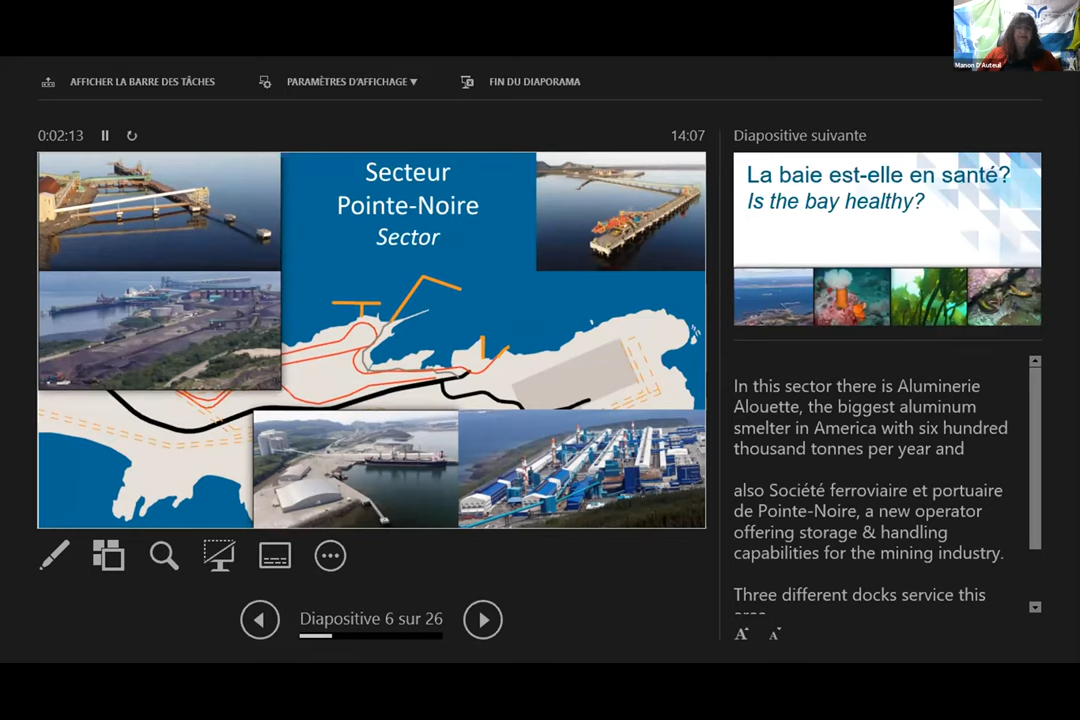 Manon D'Auteuil
AFFICHER LA BARRE DES TÂCHES
PARAMÈTRES D'AFFICHAGE ▼
FIN DU DIAPORAMA
0:02:13
14:07
Diapositive suivante
Secteur
Pointe-Noire
Sector
La baie est-elle en santé?
Is the bay healthy?
In this sector there is Aluminerie
Alouette, the biggest aluminum
smelter in America with six hundred
thousand tonnes per year and
also Société ferroviaire et portuaire
de Pointe-Noire, a new operator
offering storage & handling
capabilities for the mining industry.
Three different docks service this
Diapositive 6 sur 26
A A